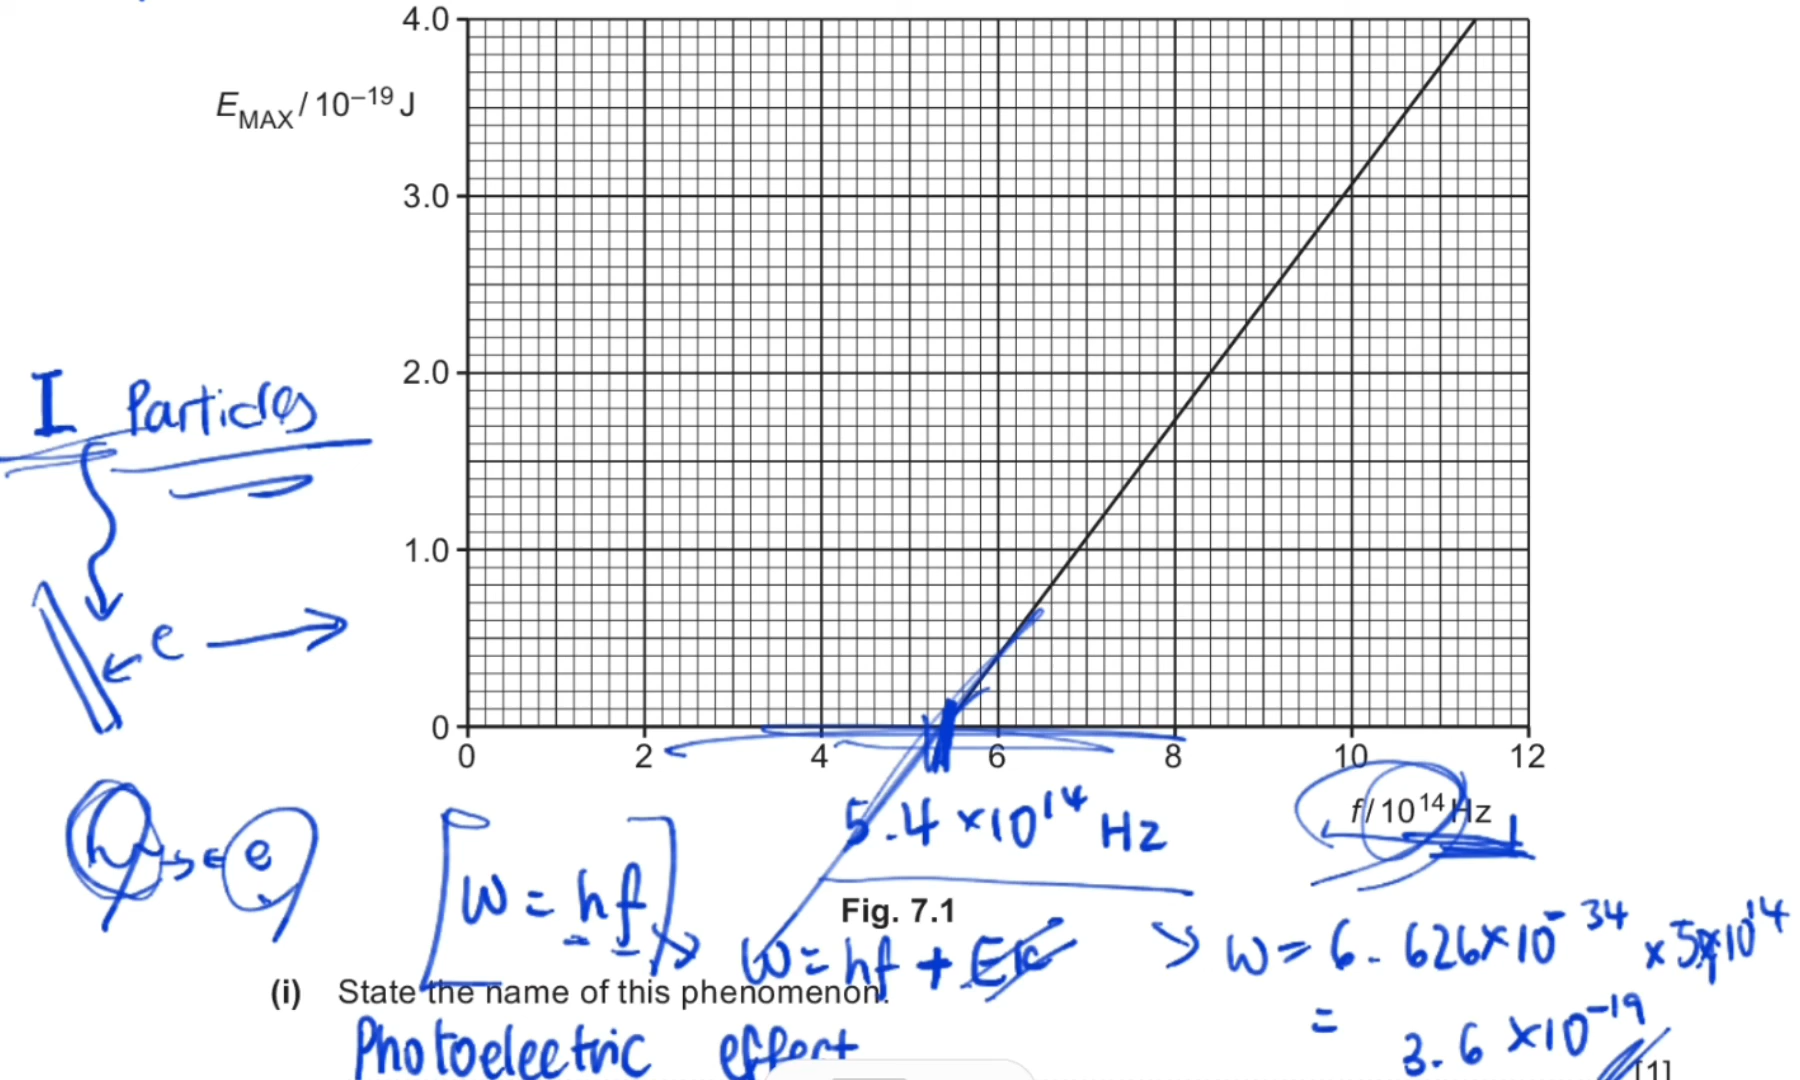 4.0
E_MAX / 10⁻¹⁹ J
3.0
I Particles
2.0
1.0
e
0
0 2 4 6 8 10 12
f / 10¹⁴ Hz
5.4 × 10¹⁴ Hz
e
W = hf
Fig. 7.1
W = hf + Ek
W = 6.626 × 10⁻³⁴ × 5.4 × 10¹⁴
(i) State the name of this phenomenon.
= 3.6 × 10⁻¹⁹
Photoelectric effect
[1]